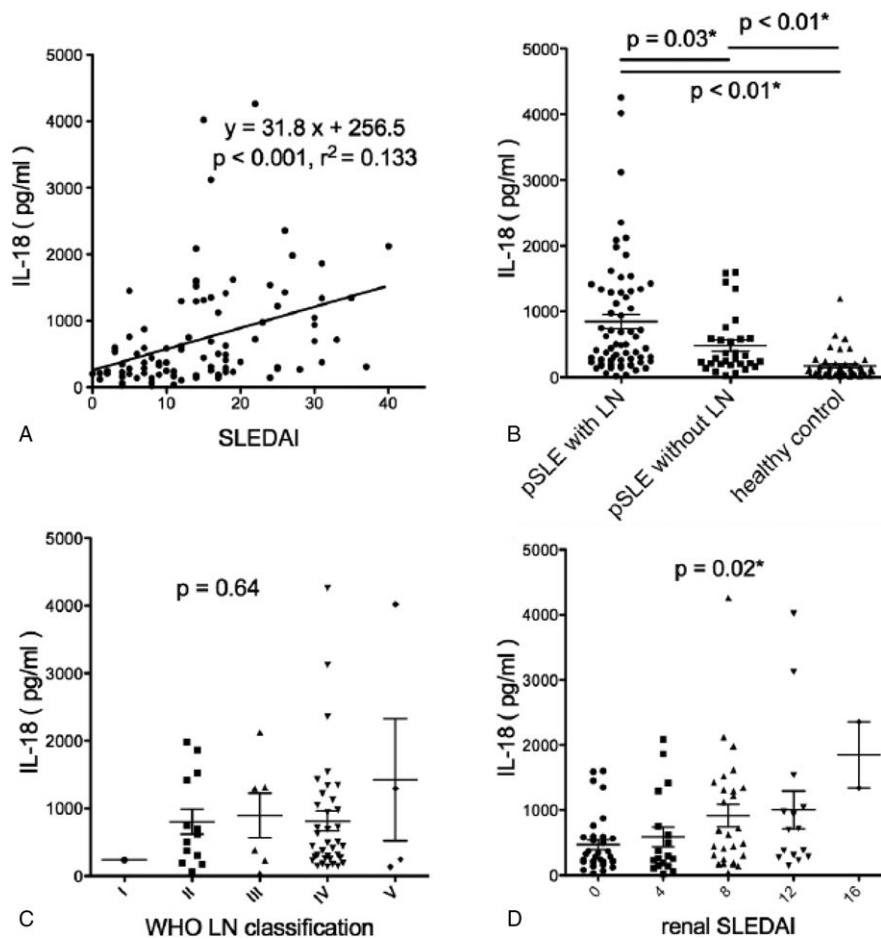 5000
4000
3000
2000
1000
0
IL-18 ( pg/ml )
y = 31.8 x + 256.5
p < 0.001, r² = 0.133
0 10 20 30 40
SLEDAI
A
p < 0.01*
p = 0.03*
p < 0.01*
5000
4000
3000
2000
1000
0
IL-18 ( pg/ml )
pSLE with LN
pSLE without LN
healthy control
B
5000
4000
3000
2000
1000
0
IL-18 ( pg/ml )
p = 0.64
I II III IV V
WHO LN classification
C
5000
4000
3000
2000
1000
0
IL-18 ( pg/ml )
p = 0.02*
0 4 8 12 16
renal SLEDAI
D